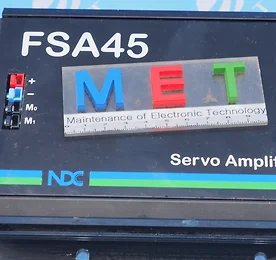 FSA45
+
−
M₀
M₁
MET
Maintenance of Electronic Technology
Servo Amplif
NDC